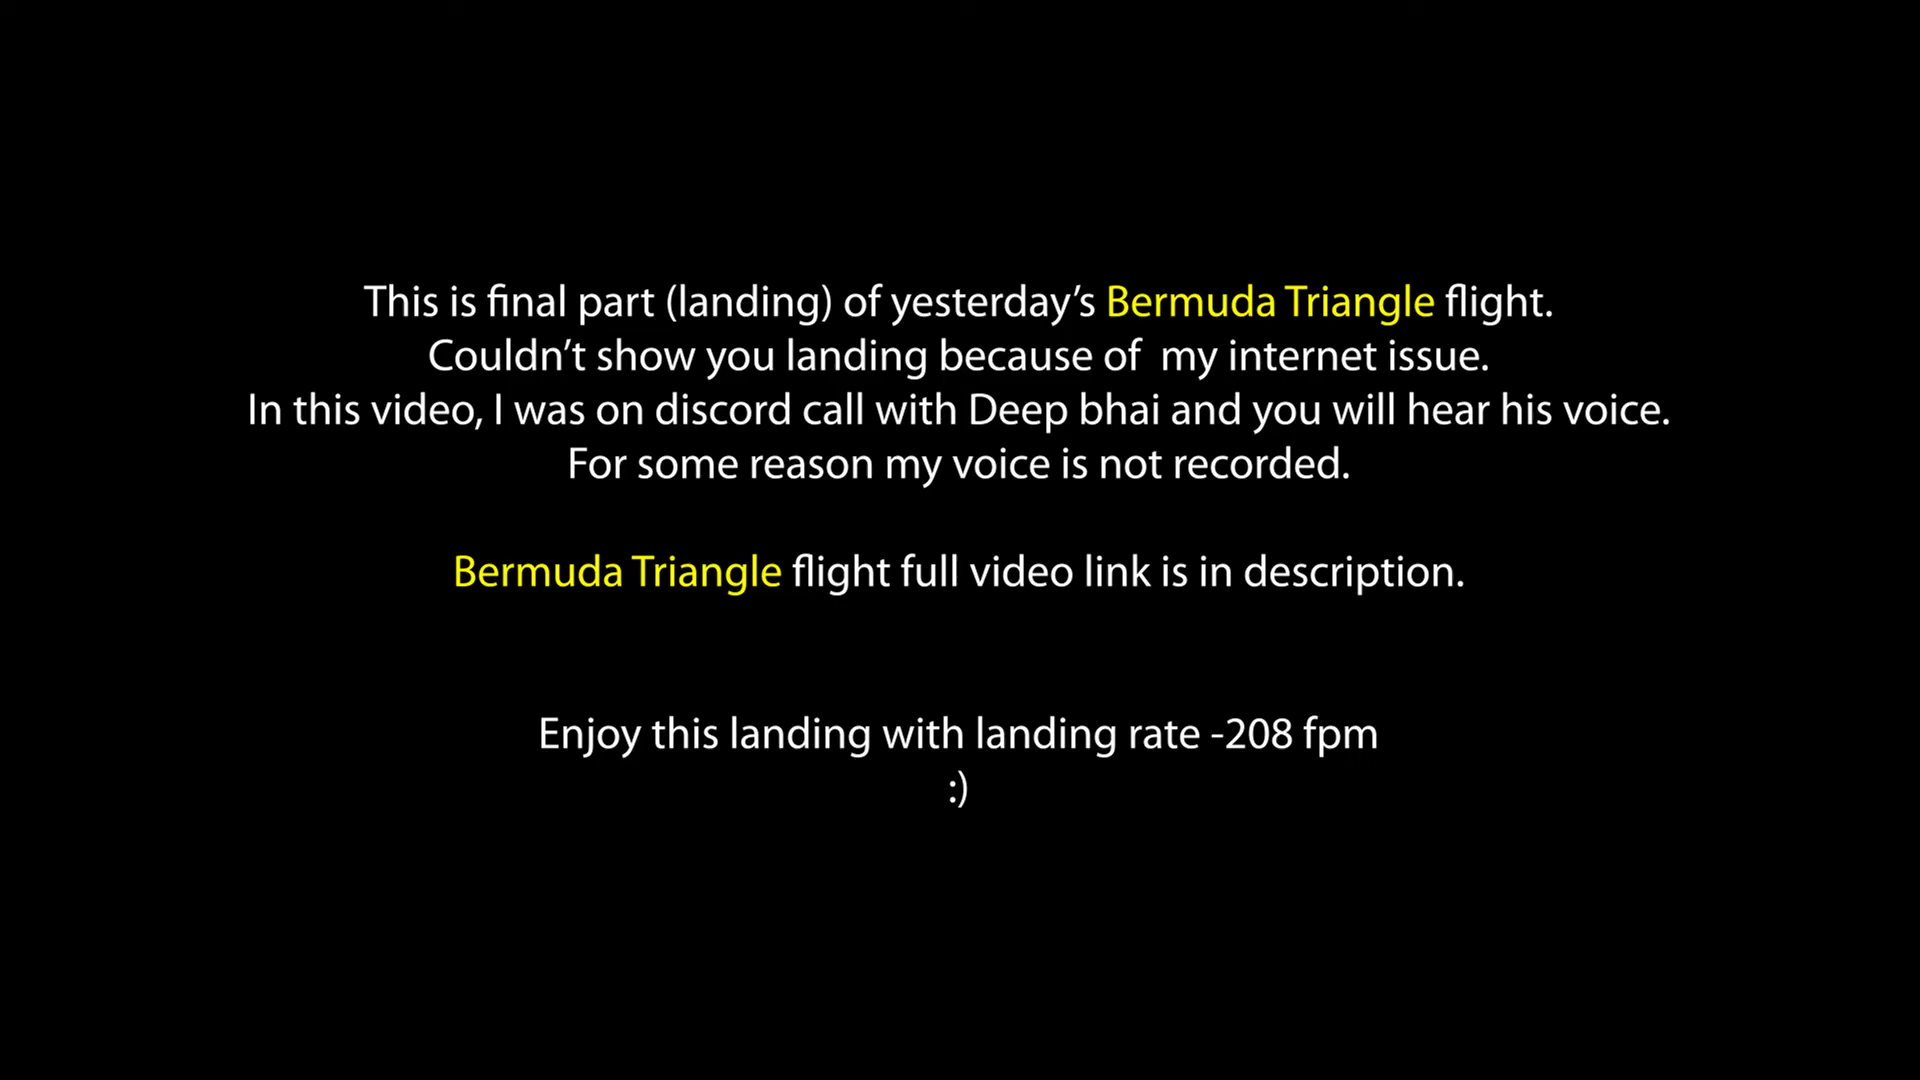 This is final part (landing) of yesterday’s Bermuda Triangle flight.
Couldn’t show you landing because of  my internet issue.
In this video, I was on discord call with Deep bhai and you will hear his voice.
For some reason my voice is not recorded.
Bermuda Triangle flight full video link is in description.
Enjoy this landing with landing rate -208 fpm
:)